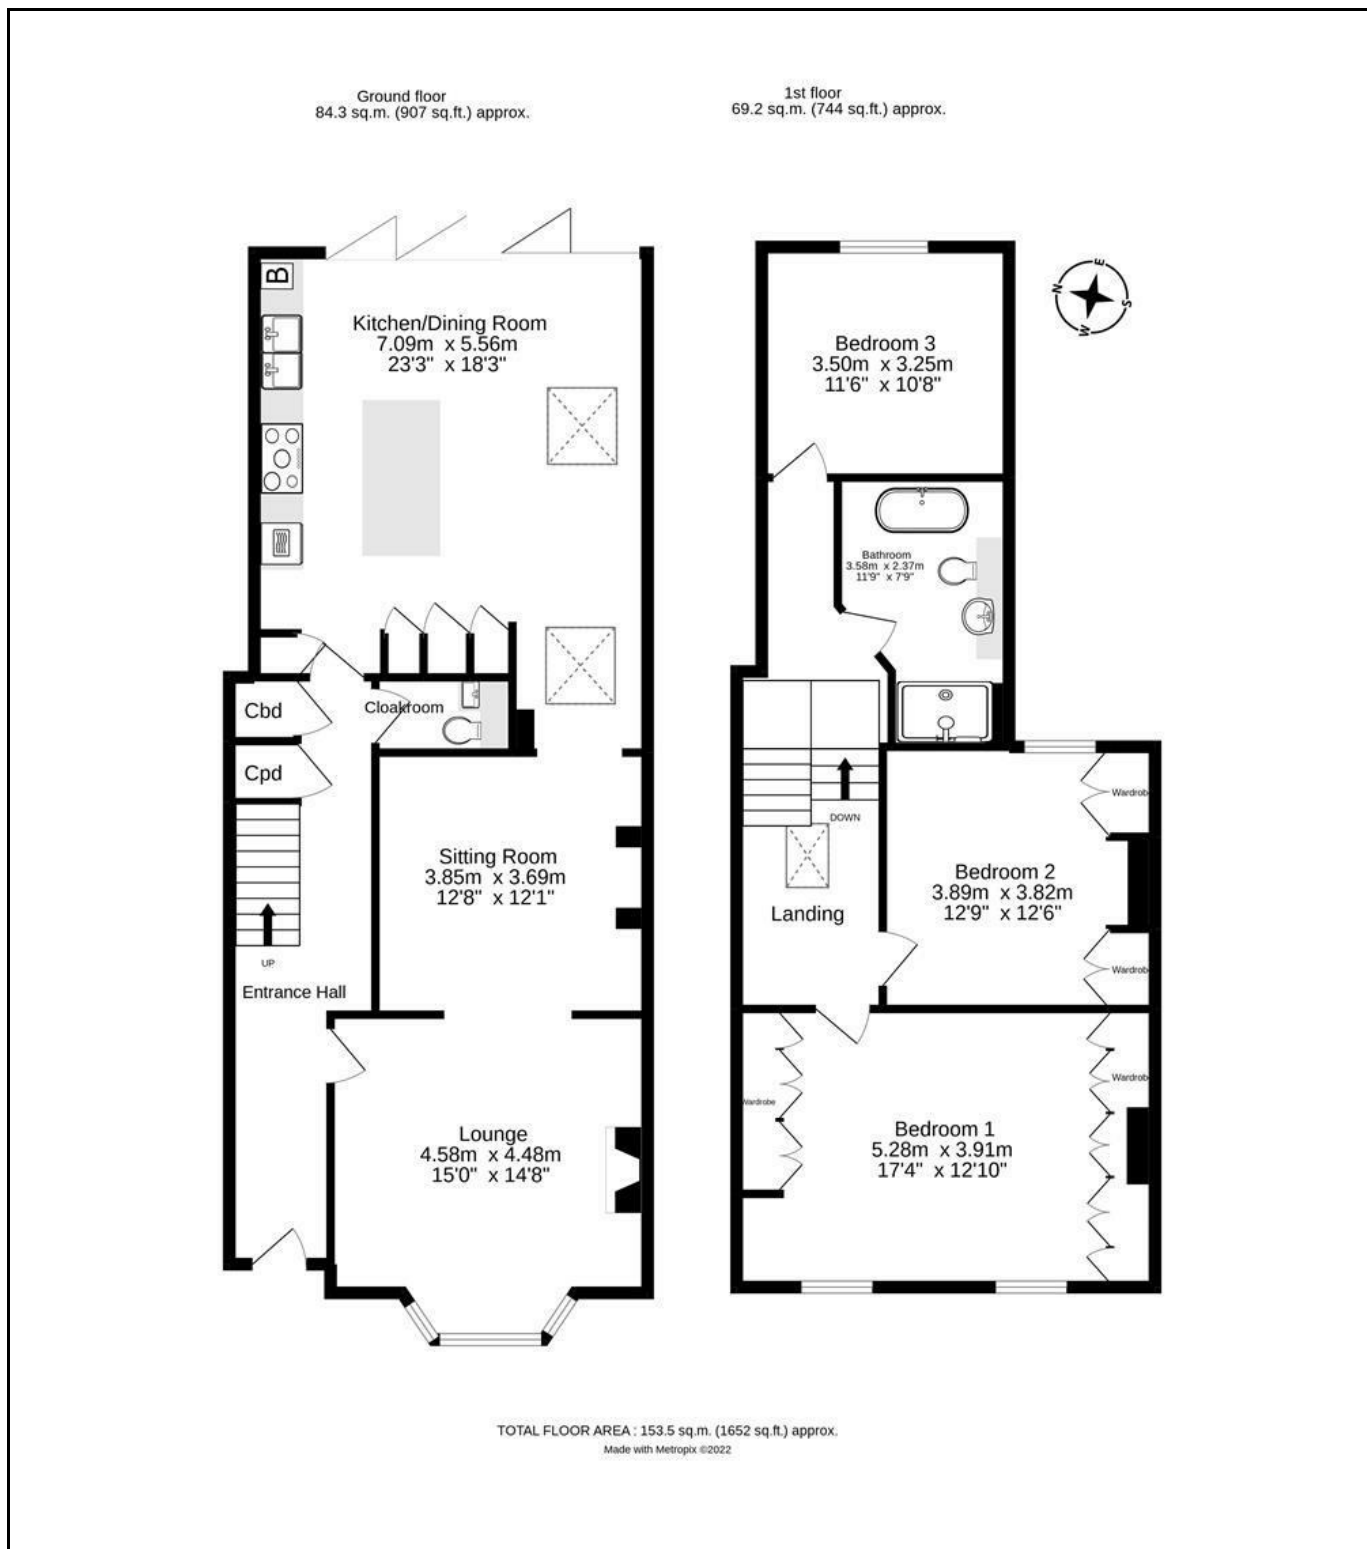 Ground floor
84.3 sq.m. (907 sq.ft.) approx.
1st floor
69.2 sq.m. (744 sq.ft.) approx.
B
Kitchen/Dining Room
7.09m x 5.56m
23'3" x 18'3"
Cbd
Cloakroom
Cpd
Sitting Room
3.85m x 3.69m
12'8" x 12'1"
UP
Entrance Hall
Lounge
4.58m x 4.48m
15'0" x 14'8"
N
E
S
W
Bedroom 3
3.50m x 3.25m
11'6" x 10'8"
Bathroom
3.58m x 2.37m
11'9" x 7'9"
DOWN
Landing
Wardrobe
Bedroom 2
3.89m x 3.82m
12'9" x 12'6"
Wardrobe
Wardrobe
Wardrobe
Bedroom 1
5.28m x 3.91m
17'4" x 12'10"
TOTAL FLOOR AREA : 153.5 sq.m. (1652 sq.ft.) approx.
Made with Metropix ©2022